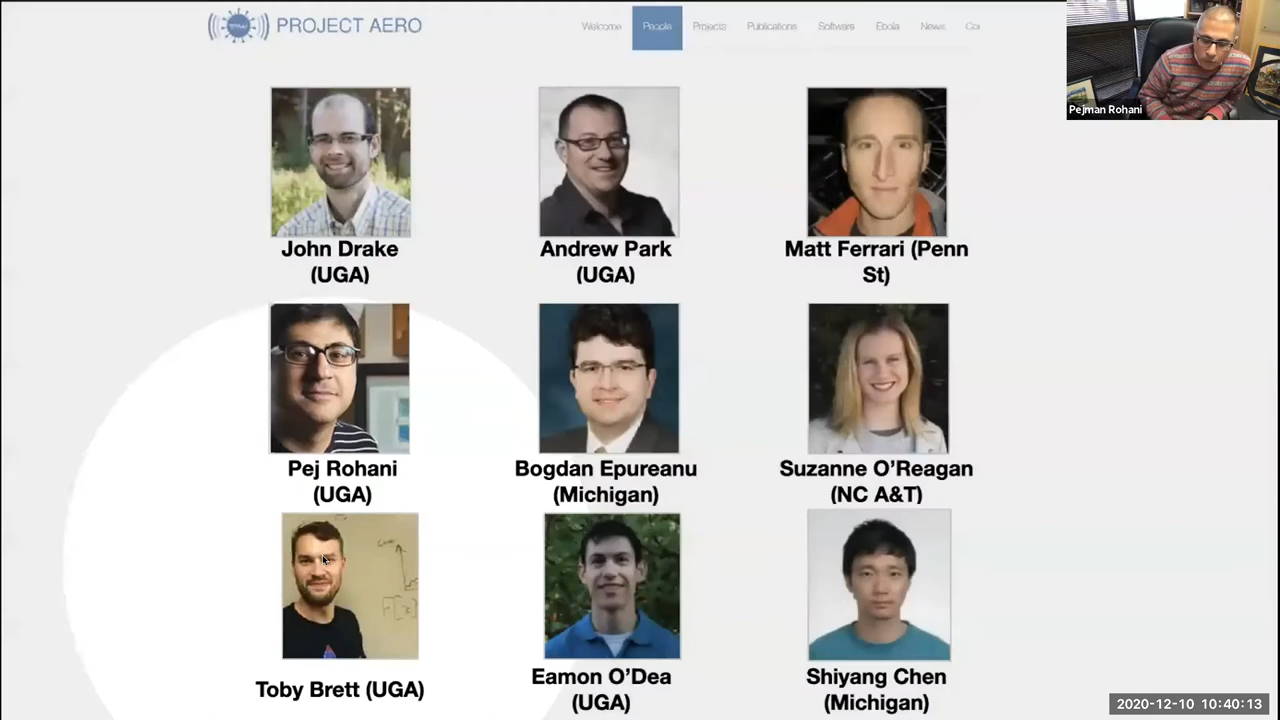 PROJECT AERO
Welcome People Projects Publications Software Ebola News Co
Pejman Rohani
John Drake
(UGA)
Andrew Park
(UGA)
Matt Ferrari (Penn
St)
Pej Rohani
(UGA)
Bogdan Epureanu
(Michigan)
Suzanne O'Reagan
(NC A&T)
Toby Brett (UGA)
Eamon O'Dea
(UGA)
Shiyang Chen
(Michigan)
2020-12-10 10:40:13